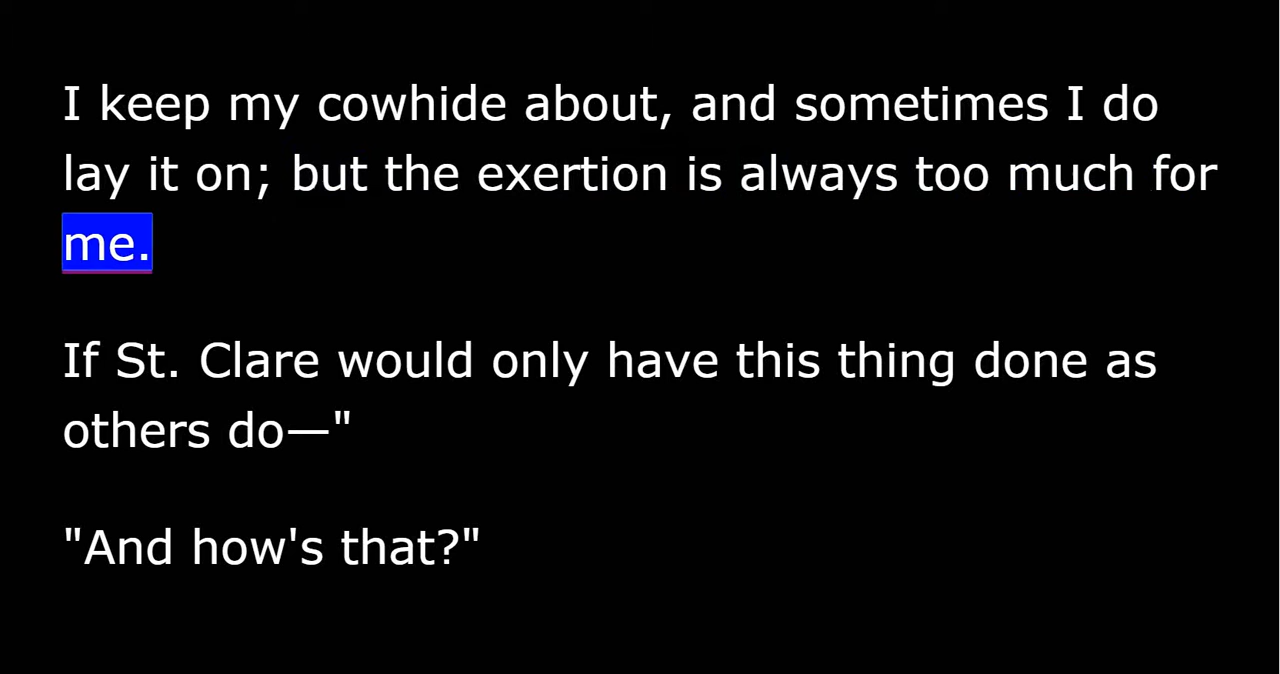 I keep my cowhide about, and sometimes I do
lay it on; but the exertion is always too much for
me.
If St. Clare would only have this thing done as
others do—"
"And how's that?"